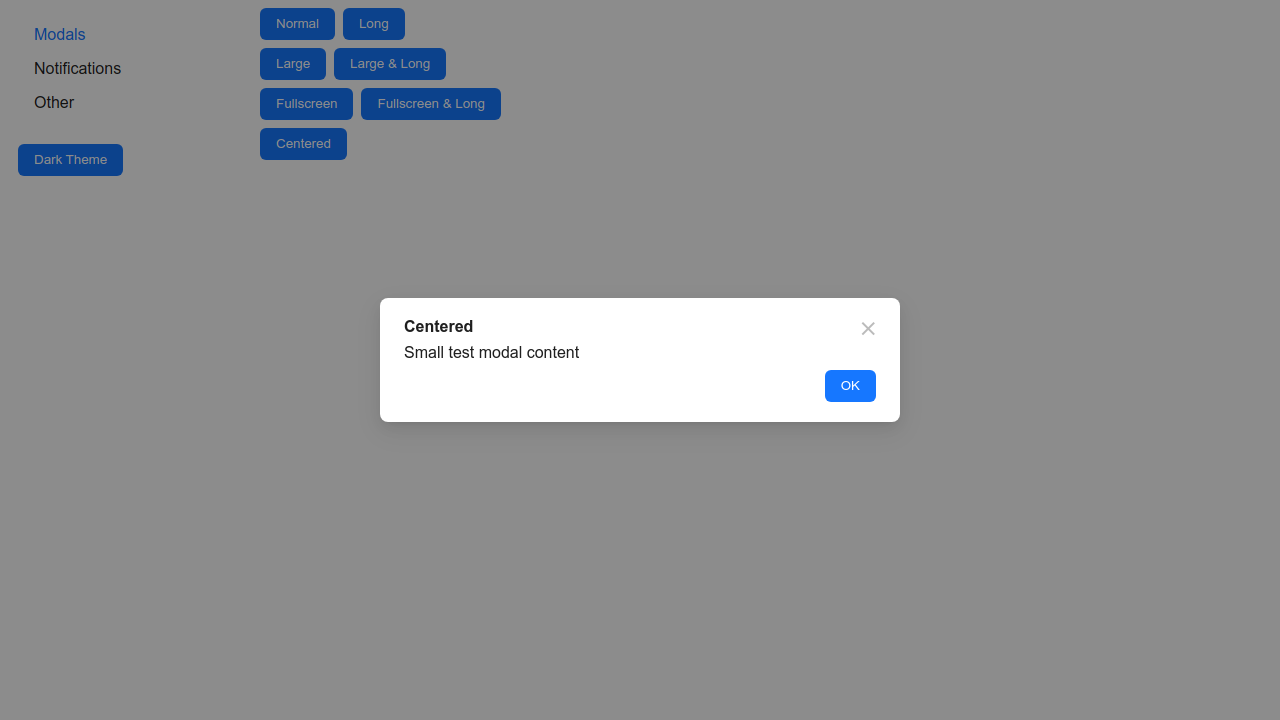 Modals
Notifications
Other
Dark Theme
Normal Long
Large Large & Long
Fullscreen Fullscreen & Long
Centered
Centered
Small test modal content
OK